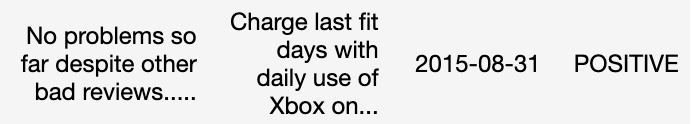 No problems so
far despite other
bad reviews.....
Charge last fit
days with
daily use of
Xbox on...
2015-08-31
POSITIVE